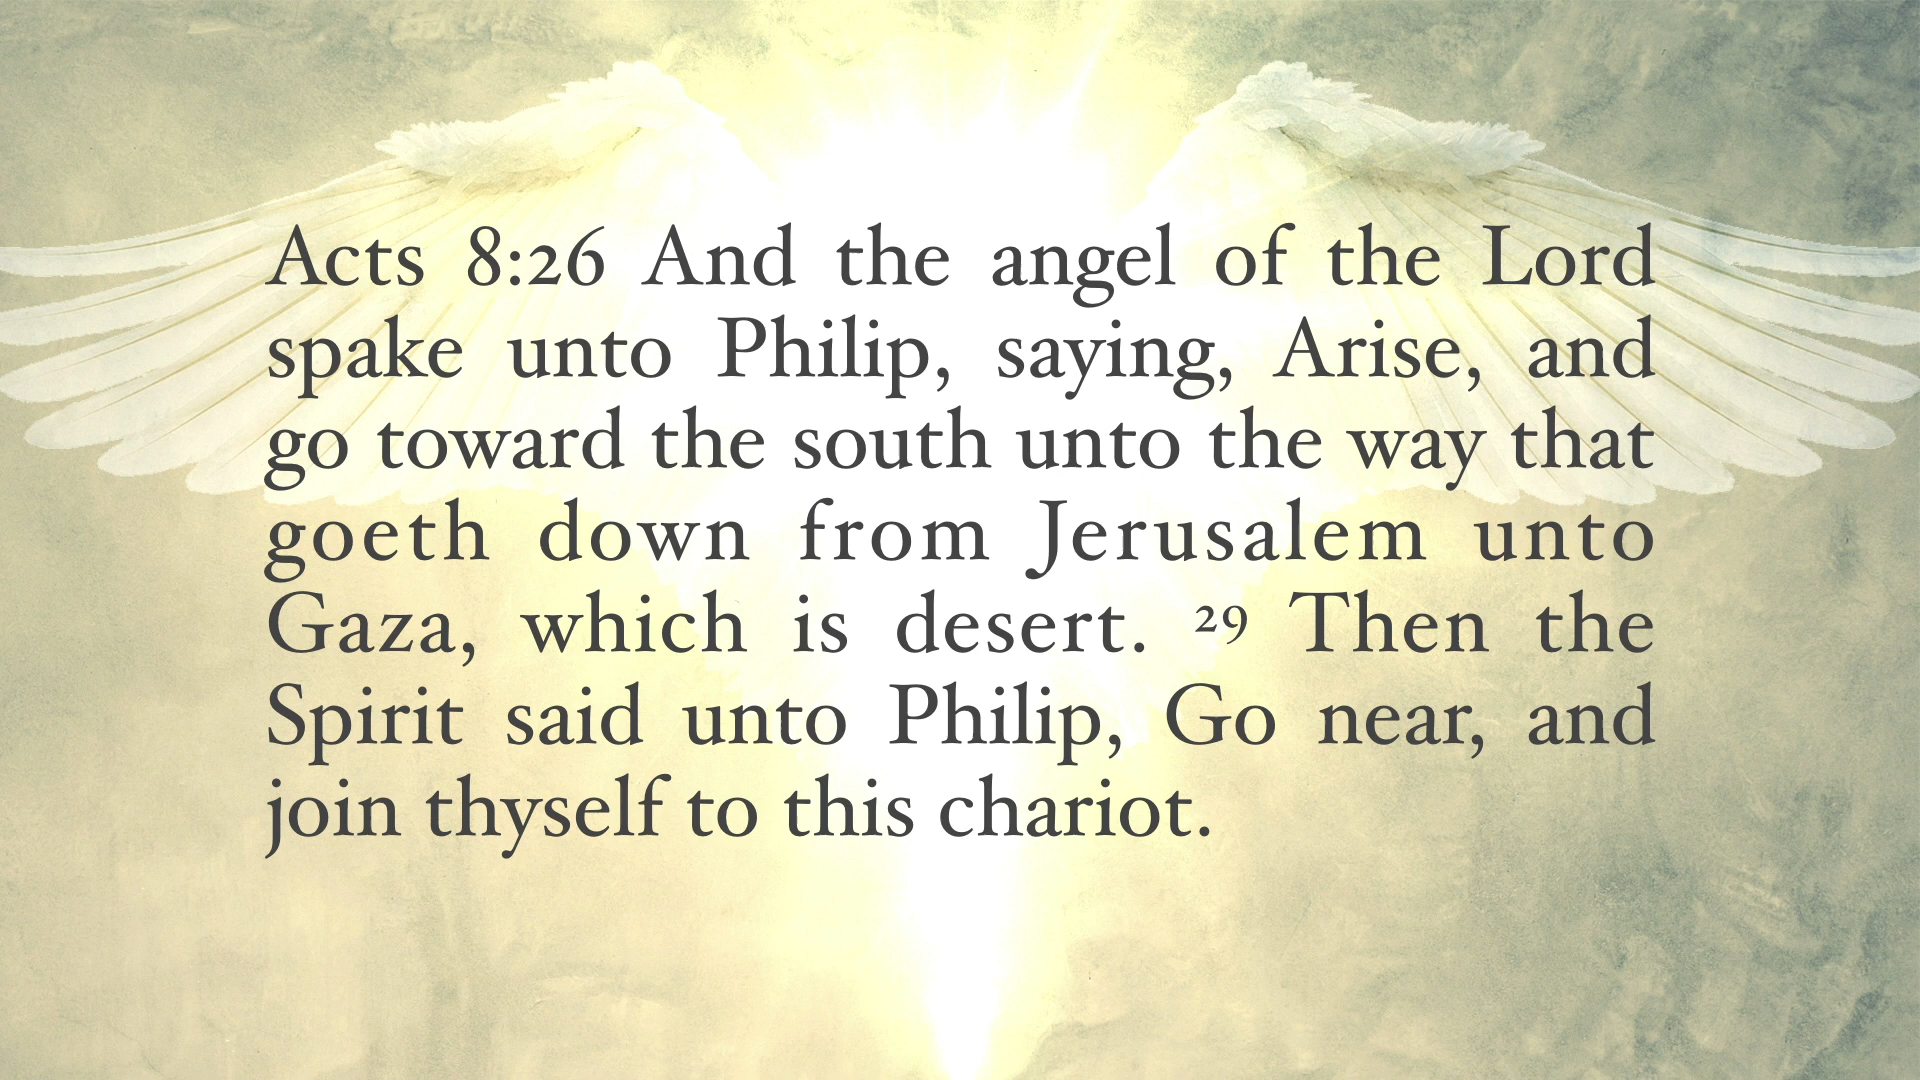 Acts 8:26 And the angel of the Lord
spake unto Philip, saying, Arise, and
go toward the south unto the way that
goeth down from Jerusalem unto
Gaza, which is desert. 29 Then the
Spirit said unto Philip, Go near, and
join thyself to this chariot.